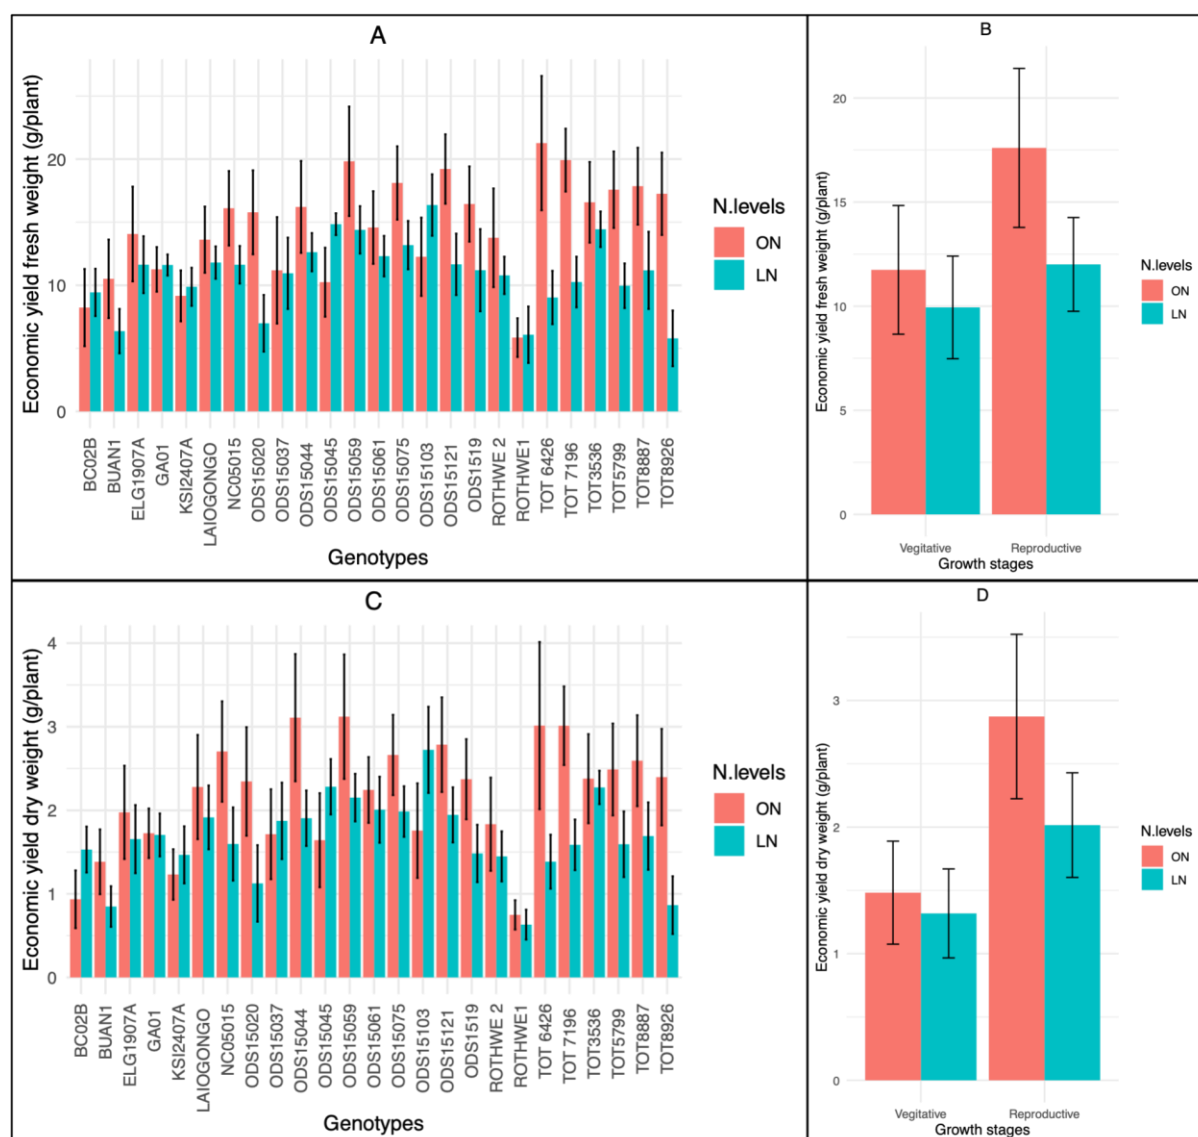 A
Economic yield fresh weight (g/plant)
20
10
0
BC02B
BUAN1
ELG1907A
GA01
KSI2407A
LAIOGONGO
NC05015
ODS15020
ODS15037
ODS15044
ODS15045
ODS15059
ODS15061
ODS15075
ODS15103
ODS15121
ODS1519
ROTHWE 2
ROTHWE1
TOT 6426
TOT 7196
TOT3536
TOT5799
TOT8887
TOT8926
Genotypes
N.levels
ON
LN
B
Economic yield fresh weight (g/plant)
20
15
10
5
0
Vegitative
Reproductive
Growth stages
N.levels
ON
LN
C
Economic yield dry weight (g/plant)
4
3
2
1
0
BC02B
BUAN1
ELG1907A
GA01
KSI2407A
LAIOGONGO
NC05015
ODS15020
ODS15037
ODS15044
ODS15045
ODS15059
ODS15061
ODS15075
ODS15103
ODS15121
ODS1519
ROTHWE 2
ROTHWE1
TOT 6426
TOT 7196
TOT3536
TOT5799
TOT8887
TOT8926
Genotypes
N.levels
ON
LN
D
Economic yield dry weight (g/plant)
3
2
1
0
Vegitative
Reproductive
Growth stages
N.levels
ON
LN